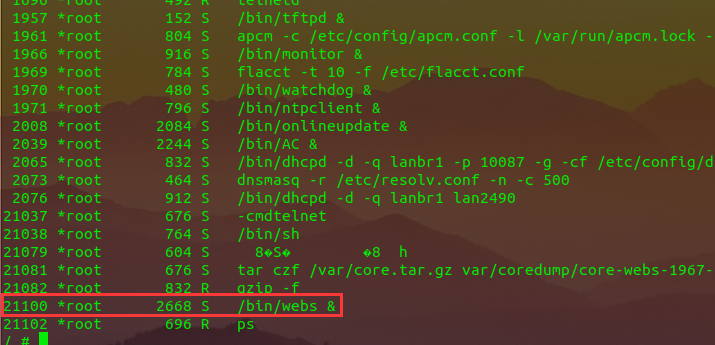 1896 *root 492 R telnetd
1957 *root 152 S /bin/tftpd &
1961 *root 804 S apcm -c /etc/config/apcm.conf -l /var/run/apcm.lock -
1966 *root 916 S /bin/monitor &
1969 *root 784 S flacct -t 10 -f /etc/flacct.conf
1970 *root 480 S /bin/watchdog &
1971 *root 796 S /bin/ntpclient &
2008 *root 2084 S /bin/onlineupdate &
2039 *root 2244 S /bin/AC &
2065 *root 832 S /bin/dhcpd -d -q lanbr1 -p 10087 -g -cf /etc/config/d
2073 *root 464 S dnsmasq -r /etc/resolv.conf -n -c 500
2076 *root 912 S /bin/dhcpd -d -q lanbr1 lan2490
21037 *root 676 S -cmdtelnet
21038 *root 764 S /bin/sh
21079 *root 604 S 8�S� �8 h
21081 *root 676 S tar czf /var/core.tar.gz var/coredump/core-webs-1967-
21082 *root 832 R gzip -f
21100 *root 2668 S /bin/webs &
21102 *root 696 R ps
/ #